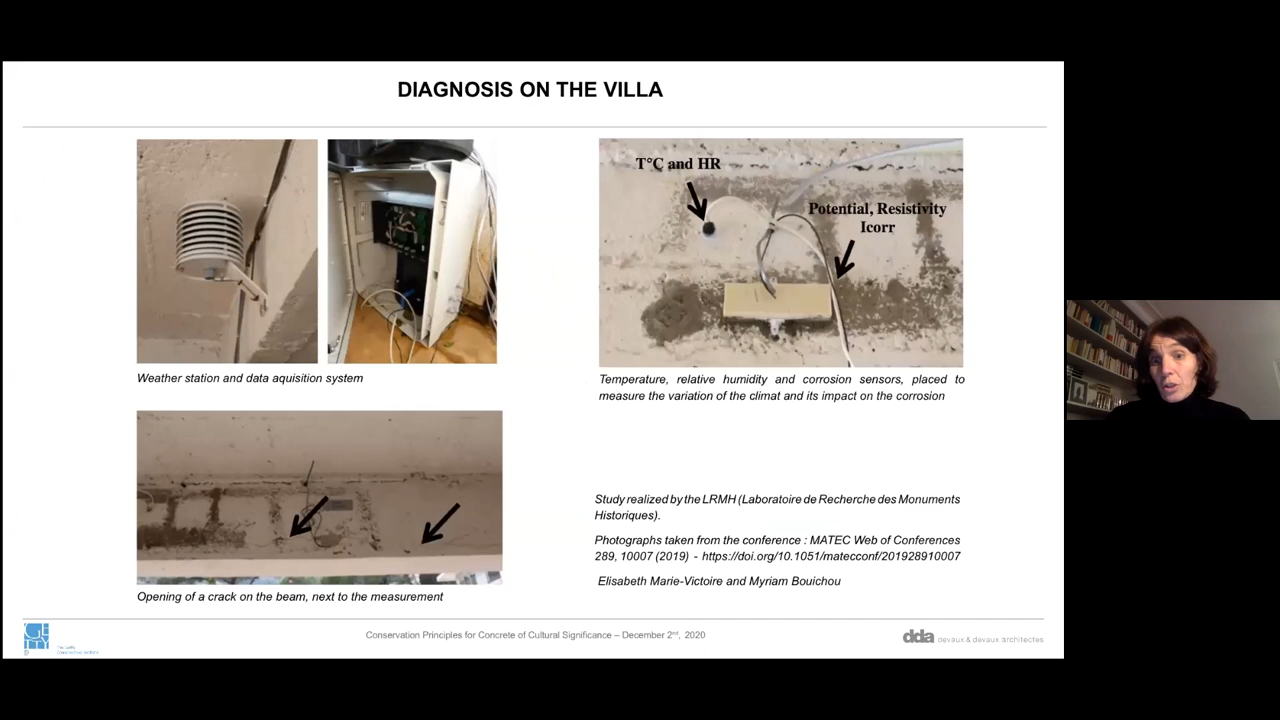 DIAGNOSIS ON THE VILLA
T°C and HR
Potential, Resistivity
Icorr
Weather station and data aquisition system
Temperature, relative humidity and corrosion sensors, placed to
measure the variation of the climat and its impact on the corrosion
Opening of a crack on the beam, next to the measurement
Study realized by the LRMH (Laboratoire de Recherche des Monuments
Historiques).
Photographs taken from the conference : MATEC Web of Conferences
289, 10007 (2019) - https://doi.org/10.1051/matecconf/201928910007
Elisabeth Marie-Victoire and Myriam Bouichou
Conservation Principles for Concrete of Cultural Significance – December 2nd, 2020
dda devaux & devaux architectes